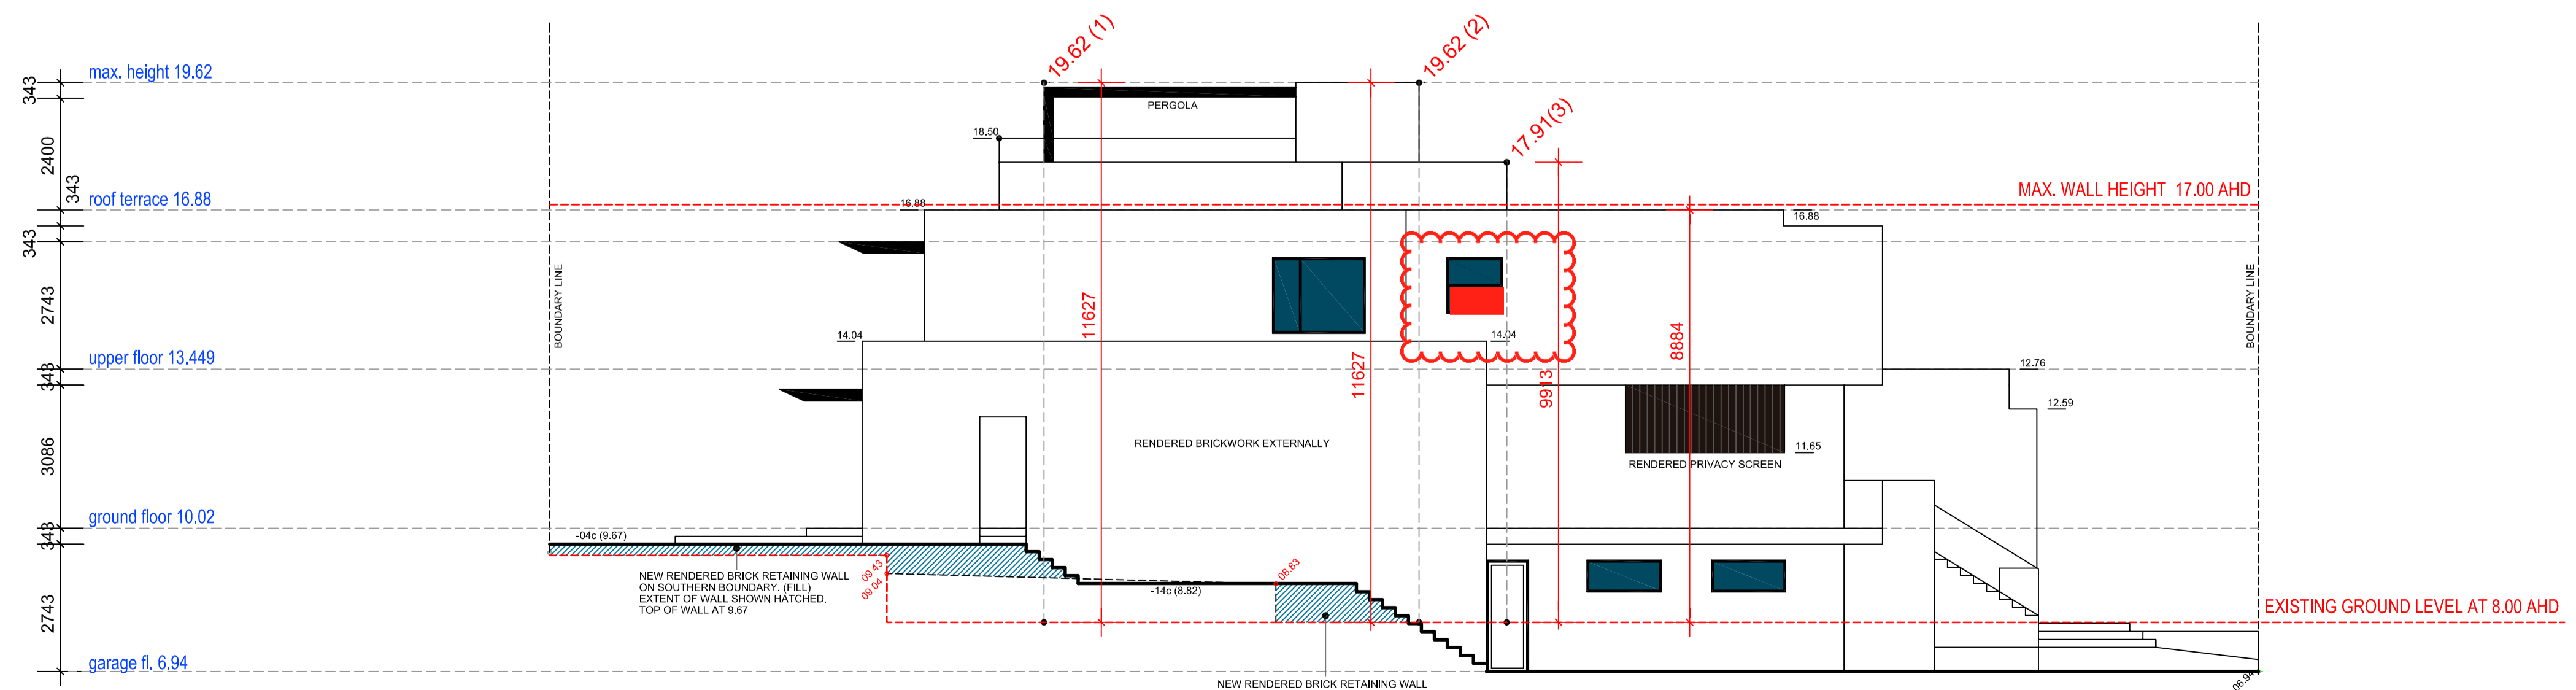 19.62 (1)
19.62 (2)
343
max. height 19.62
PERGOLA
17.91(3)
18.50
2400
343
roof terrace 16.88
MAX. WALL HEIGHT 17.00 AHD
16.88
16.88
343
BOUNDARY LINE
BOUNDARY LINE
2743
11627
11627
8884
14.04
14.04
upper floor 13.449
343
9913
12.76
12.59
3086
RENDERED BRICKWORK EXTERNALLY
11.65
RENDERED PRIVACY SCREEN
ground floor 10.02
343
-04c (9.67)
09.43
09.04
08.83
NEW RENDERED BRICK RETAINING WALL
ON SOUTHERN BOUNDARY. (FILL)
EXTENT OF WALL SHOWN HATCHED.
TOP OF WALL AT 9.67
-14c (8.82)
2743
EXISTING GROUND LEVEL AT 8.00 AHD
garage fl. 6.94
NEW RENDERED BRICK RETAINING WALL
06.94